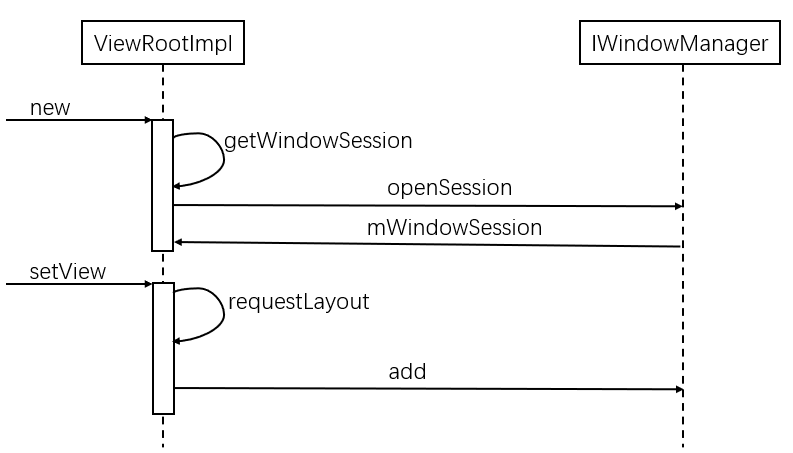 ViewRootImpl
IWindowManager
new
getWindowSession
openSession
mWindowSession
setView
requestLayout
add